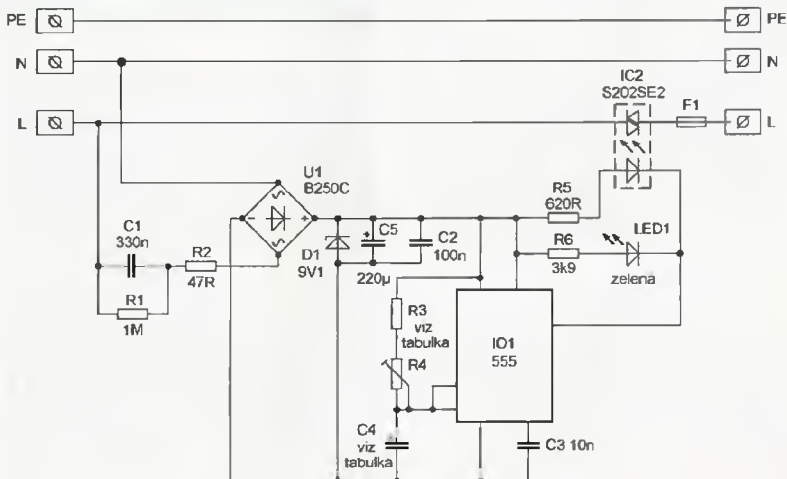 PE
PE
N
N
IC2
S202SE2
F1
L
L
U1
B250C
C1
330n
R2
47R
R1
1M
D1
9V1
C5
220µ
C2
100n
R5
620R
R6
3k9
LED1
zelena
R3
viz
tabulka
R4
IO1
555
C4
viz
tabulka
C3 10n